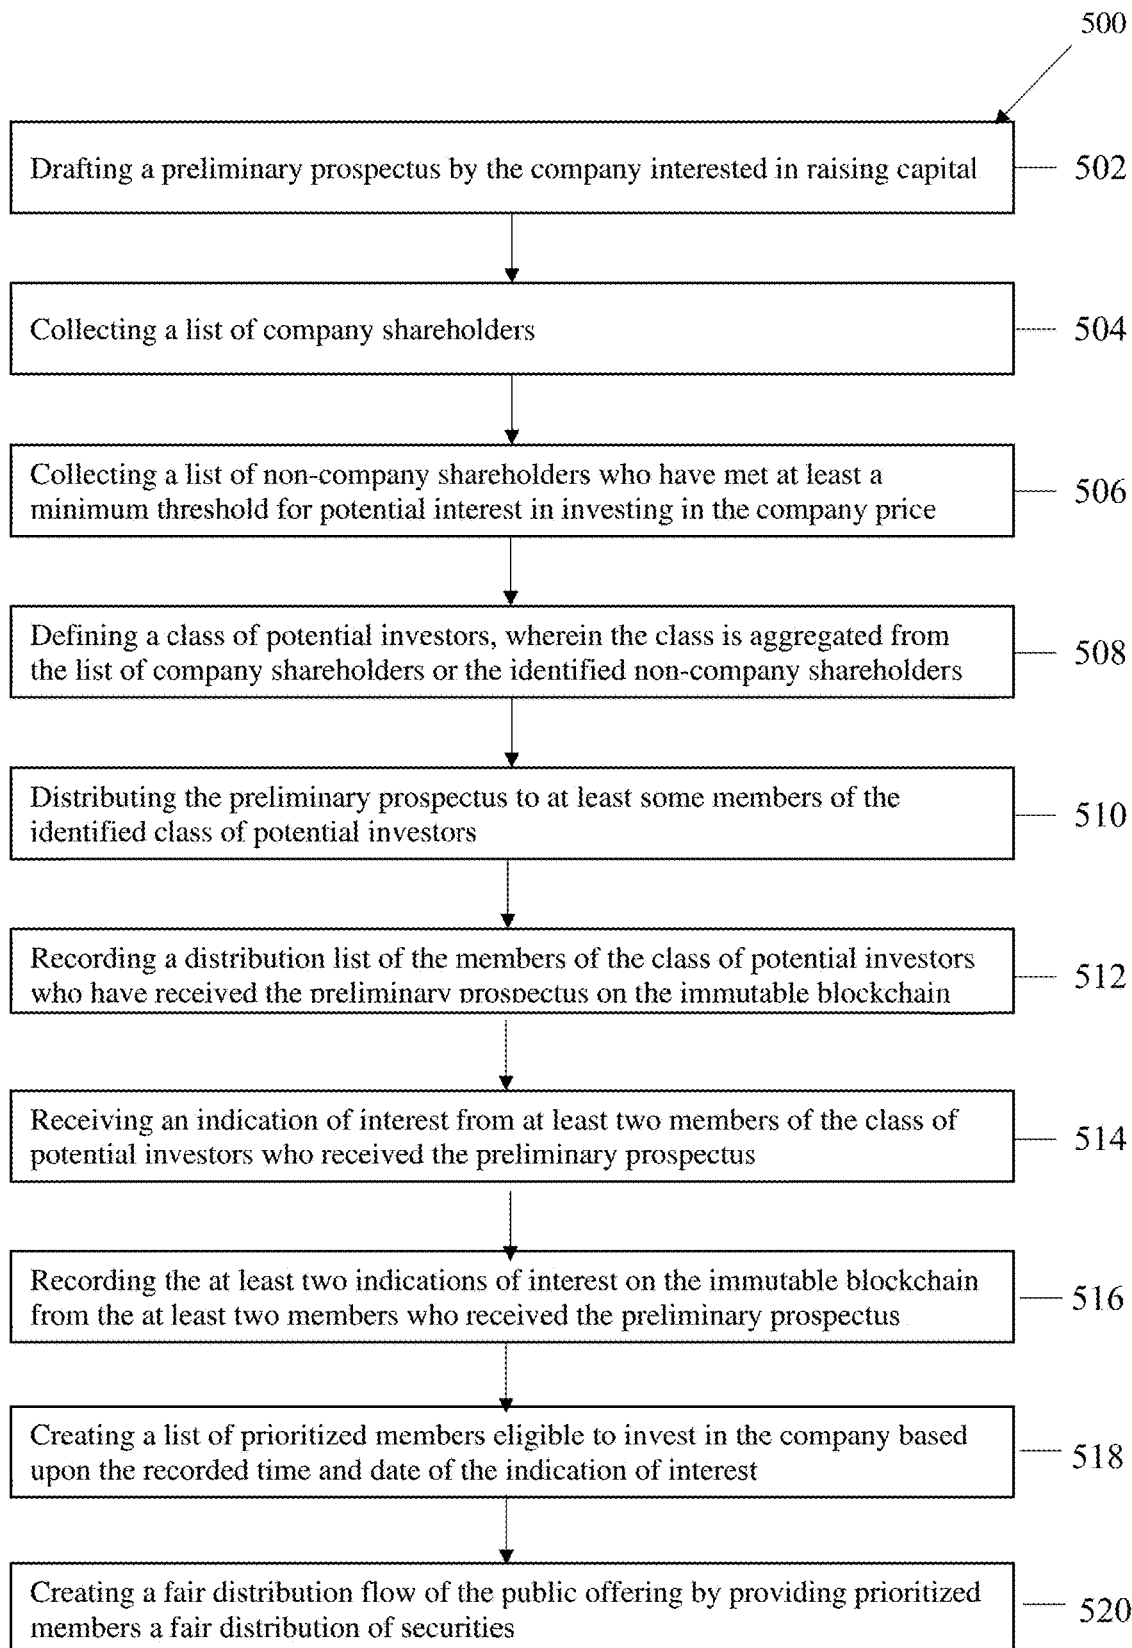 500
Drafting a preliminary prospectus by the company interested in raising capital
502
Collecting a list of company shareholders
504
Collecting a list of non-company shareholders who have met at least a
minimum threshold for potential interest in investing in the company price
506
Defining a class of potential investors, wherein the class is aggregated from
the list of company shareholders or the identified non-company shareholders
508
Distributing the preliminary prospectus to at least some members of the
identified class of potential investors
510
Recording a distribution list of the members of the class of potential investors
who have received the preliminary prospectus on the immutable blockchain
512
Receiving an indication of interest from at least two members of the class of
potential investors who received the preliminary prospectus
514
Recording the at least two indications of interest on the immutable blockchain
from the at least two members who received the preliminary prospectus
516
Creating a list of prioritized members eligible to invest in the company based
upon the recorded time and date of the indication of interest
518
Creating a fair distribution flow of the public offering by providing prioritized
members a fair distribution of securities
520